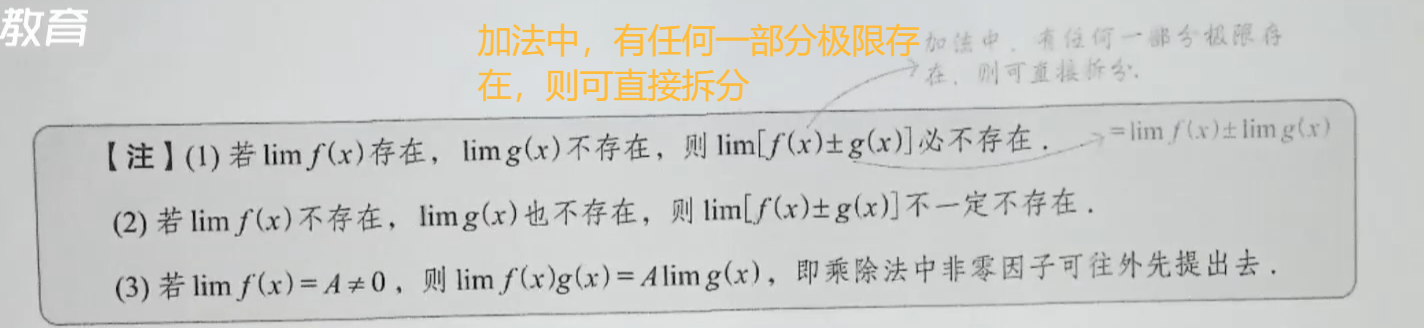 教育
加法中，有任何一部分极限存
在，则可直接拆分
加法中，有任何一部分极限存
在，则可直接拆分.
【注】(1) 若 lim f(x) 存在，lim g(x) 不存在，则 lim[f(x)±g(x)] 必不存在．
=lim f(x)±lim g(x)
(2) 若 lim f(x) 不存在，lim g(x) 也不存在，则 lim[f(x)±g(x)] 不一定不存在．
(3) 若 lim f(x)=A≠0，则 lim f(x)g(x)=A lim g(x)，即乘除法中非零因子可往外先提出去．